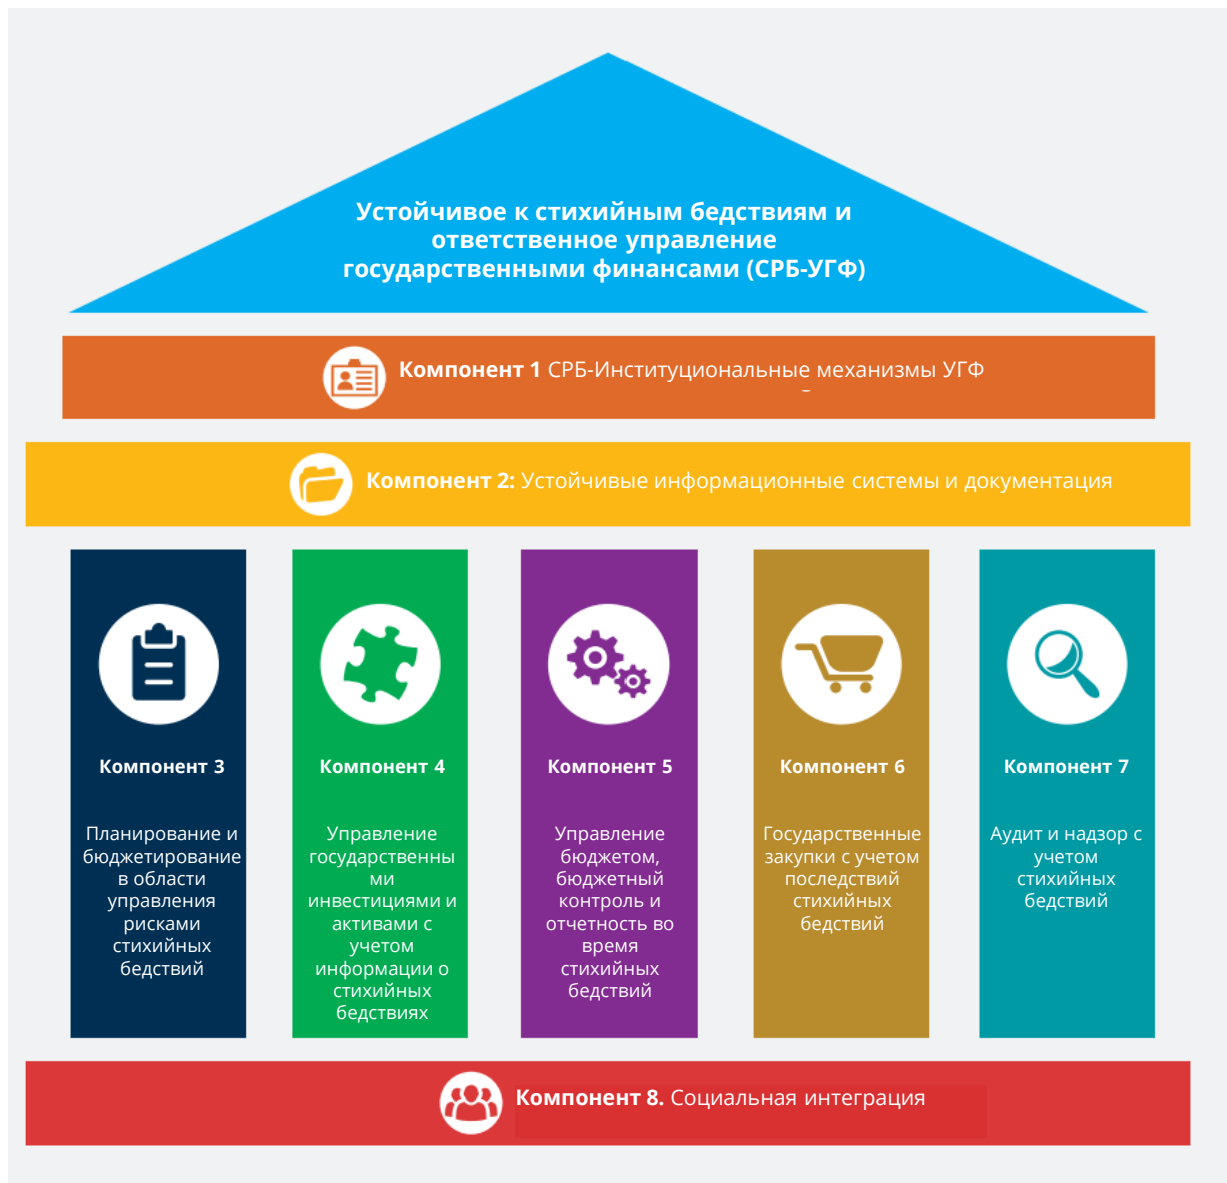 Устойчивое к стихийным бедствиям и
ответственное управление
государственными финансами (СРБ-УГФ)
Компонент 1 СРБ-Институциональные механизмы УГФ
Компонент 2: Устойчивые информационные системы и документация
Компонент 3
Планирование и
бюджетирование
в области
управления
рисками
стихийных
бедствий
Компонент 4
Управление
государственны
ми
инвестициями и
активами с
учетом
информации о
стихийных
бедствиях
Компонент 5
Управление
бюджетом,
бюджетный
контроль и
отчетность во
время
стихийных
бедствий
Компонент 6
Государственные
закупки с учетом
последствий
стихийных
бедствий
Компонент 7
Аудит и надзор с
учетом
стихийных
бедствий
Компонент 8. Социальная интеграция